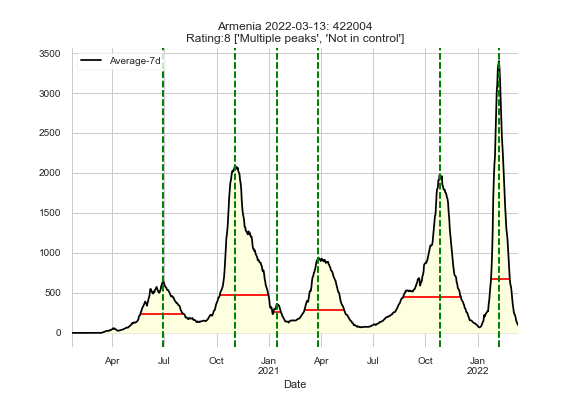 Armenia 2022-03-13: 422004
Rating:8 ['Multiple peaks', 'Not in control']
Average-7d
3500
3000
2500
2000
1500
1000
500
0
Apr Jul Oct Jan Apr Jul Oct Jan
2021 2022
Date